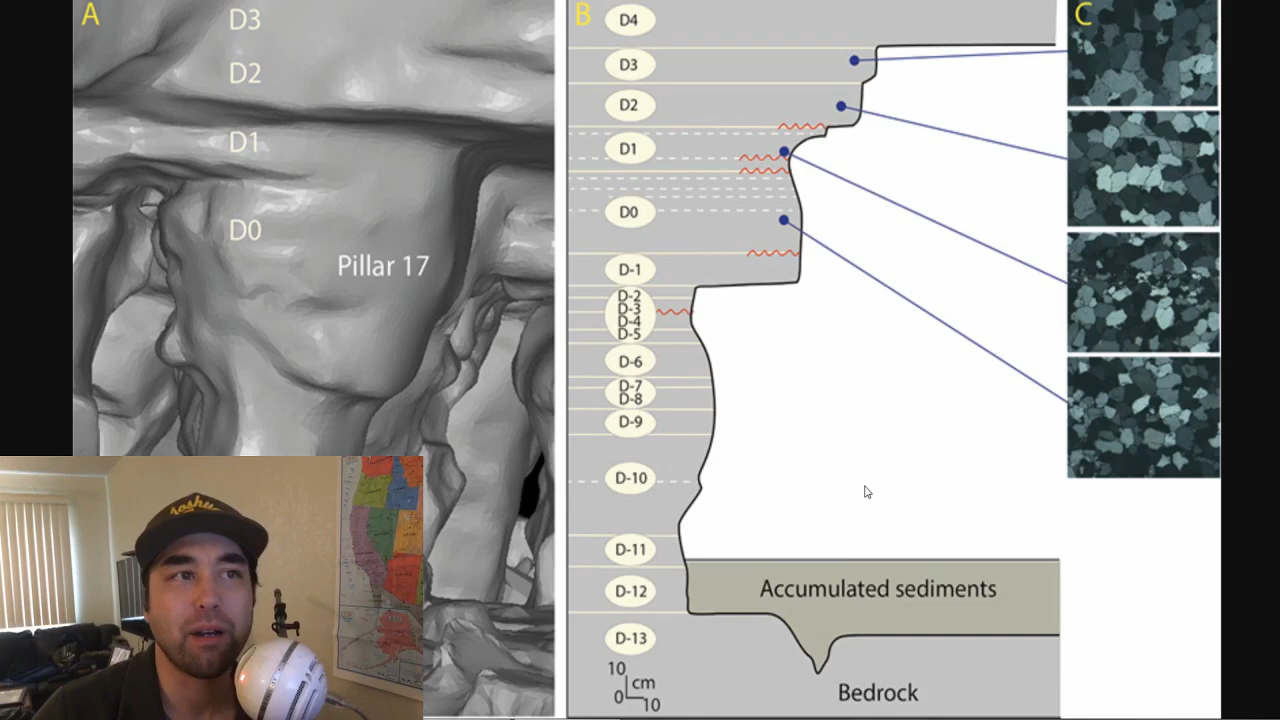 A
D3
D2
D1
D0
Pillar 17
B
D4
D3
D2
D1
D0
D-1
D-2
D-3
D-4
D-5
D-6
D-7
D-8
D-9
D-10
D-11
D-12
D-13
Accumulated sediments
Bedrock
10
cm
0
10
C